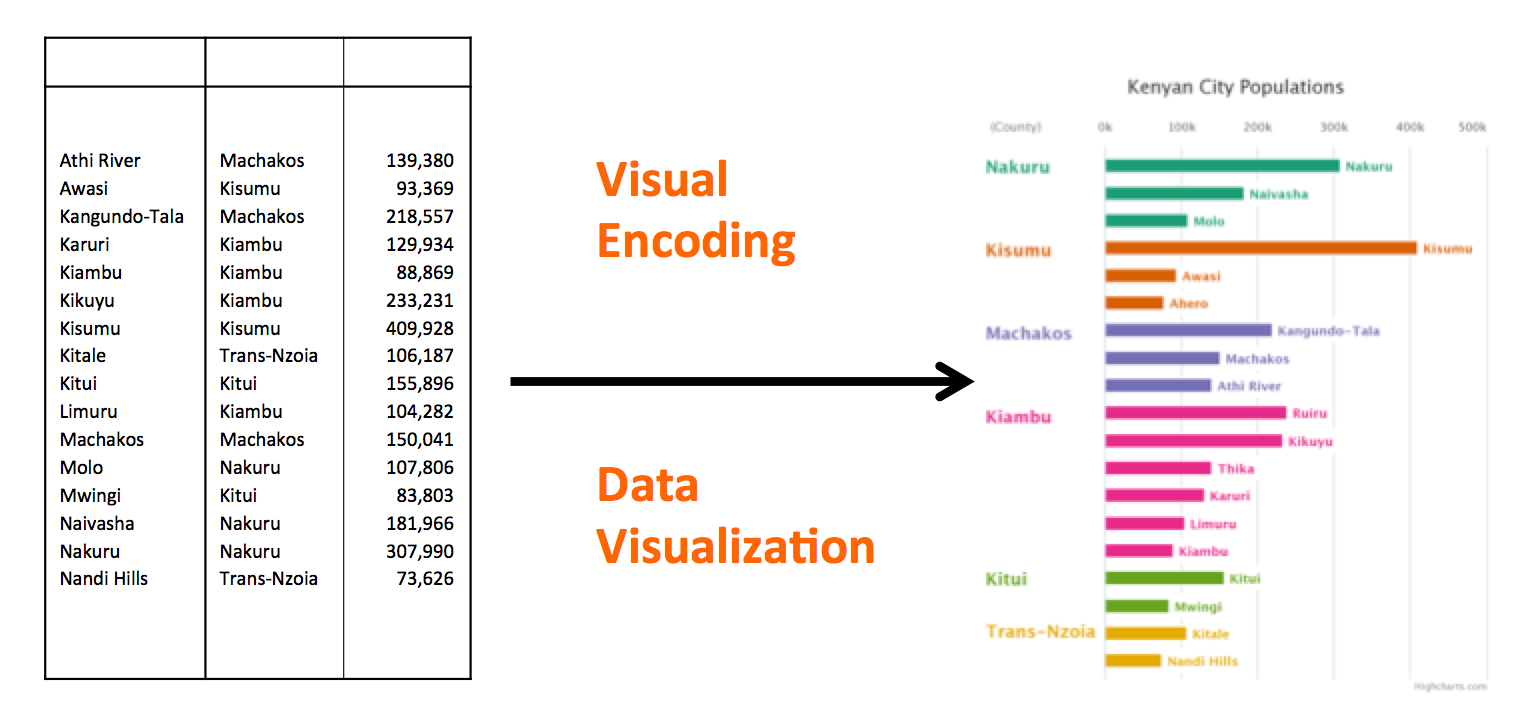 Athi River Machakos 139,380
Awasi Kisumu 93,369
Kangundo-Tala Machakos 218,557
Karuri Kiambu 129,934
Kiambu Kiambu 88,869
Kikuyu Kiambu 233,231
Kisumu Kisumu 409,928
Kitale Trans-Nzoia 106,187
Kitui Kitui 155,896
Limuru Kiambu 104,282
Machakos Machakos 150,041
Molo Nakuru 107,806
Mwingi Kitui 83,803
Naivasha Nakuru 181,966
Nakuru Nakuru 307,990
Nandi Hills Trans-Nzoia 73,626
Visual
Encoding
Data
Visualization
Kenyan City Populations
(County) 0k 100k 200k 300k 400k 500k
Nakuru Nakuru
Naivasha
Molo
Kisumu Kisumu
Awasi
Ahero
Machakos Kangundo-Tala
Machakos
Athi River
Kiambu Ruiru
Kikuyu
Thika
Karuri
Limuru
Kiambu
Kitui Kitui
Mwingi
Trans-Nzoia Kitale
Nandi Hills
Highcharts.com